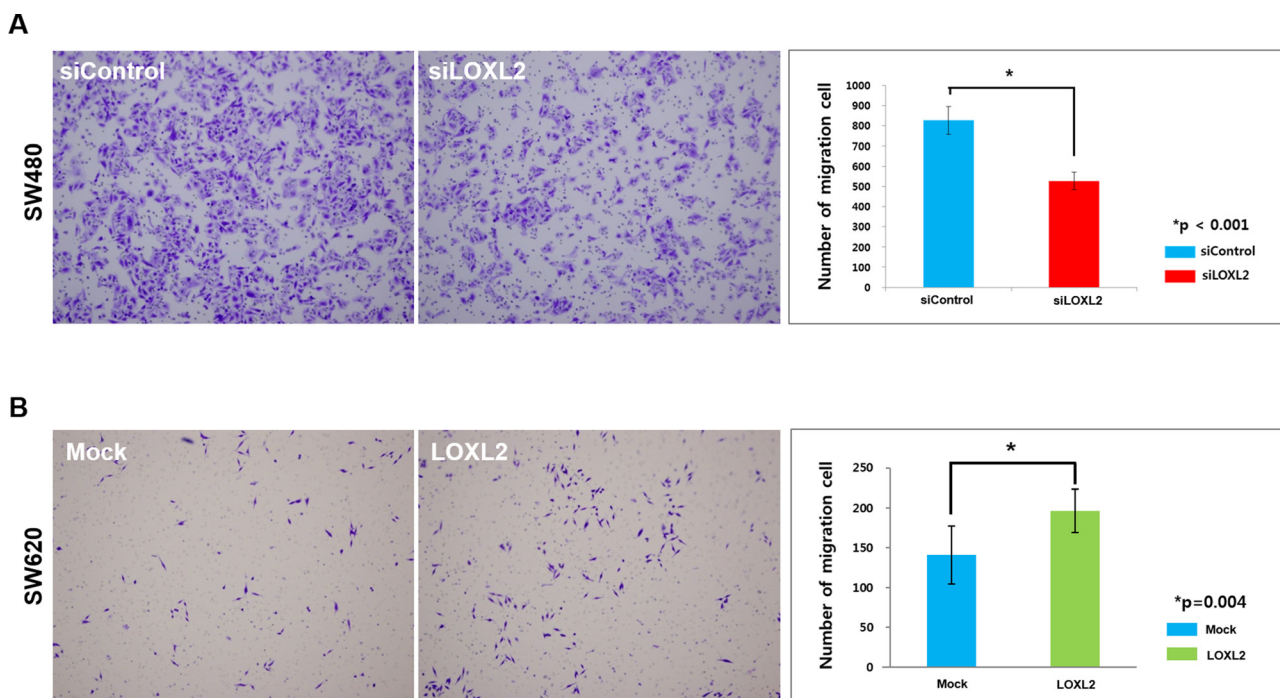 A
SW480
siControl
siLOXL2
Number of migration cell
1000
900
800
700
600
500
400
300
200
100
0
*
siControl
siLOXL2
*p < 0.001
siControl
siLOXL2
B
SW620
Mock
LOXL2
Number of migration cell
250
200
150
100
50
0
*
Mock
LOXL2
*p=0.004
Mock
LOXL2